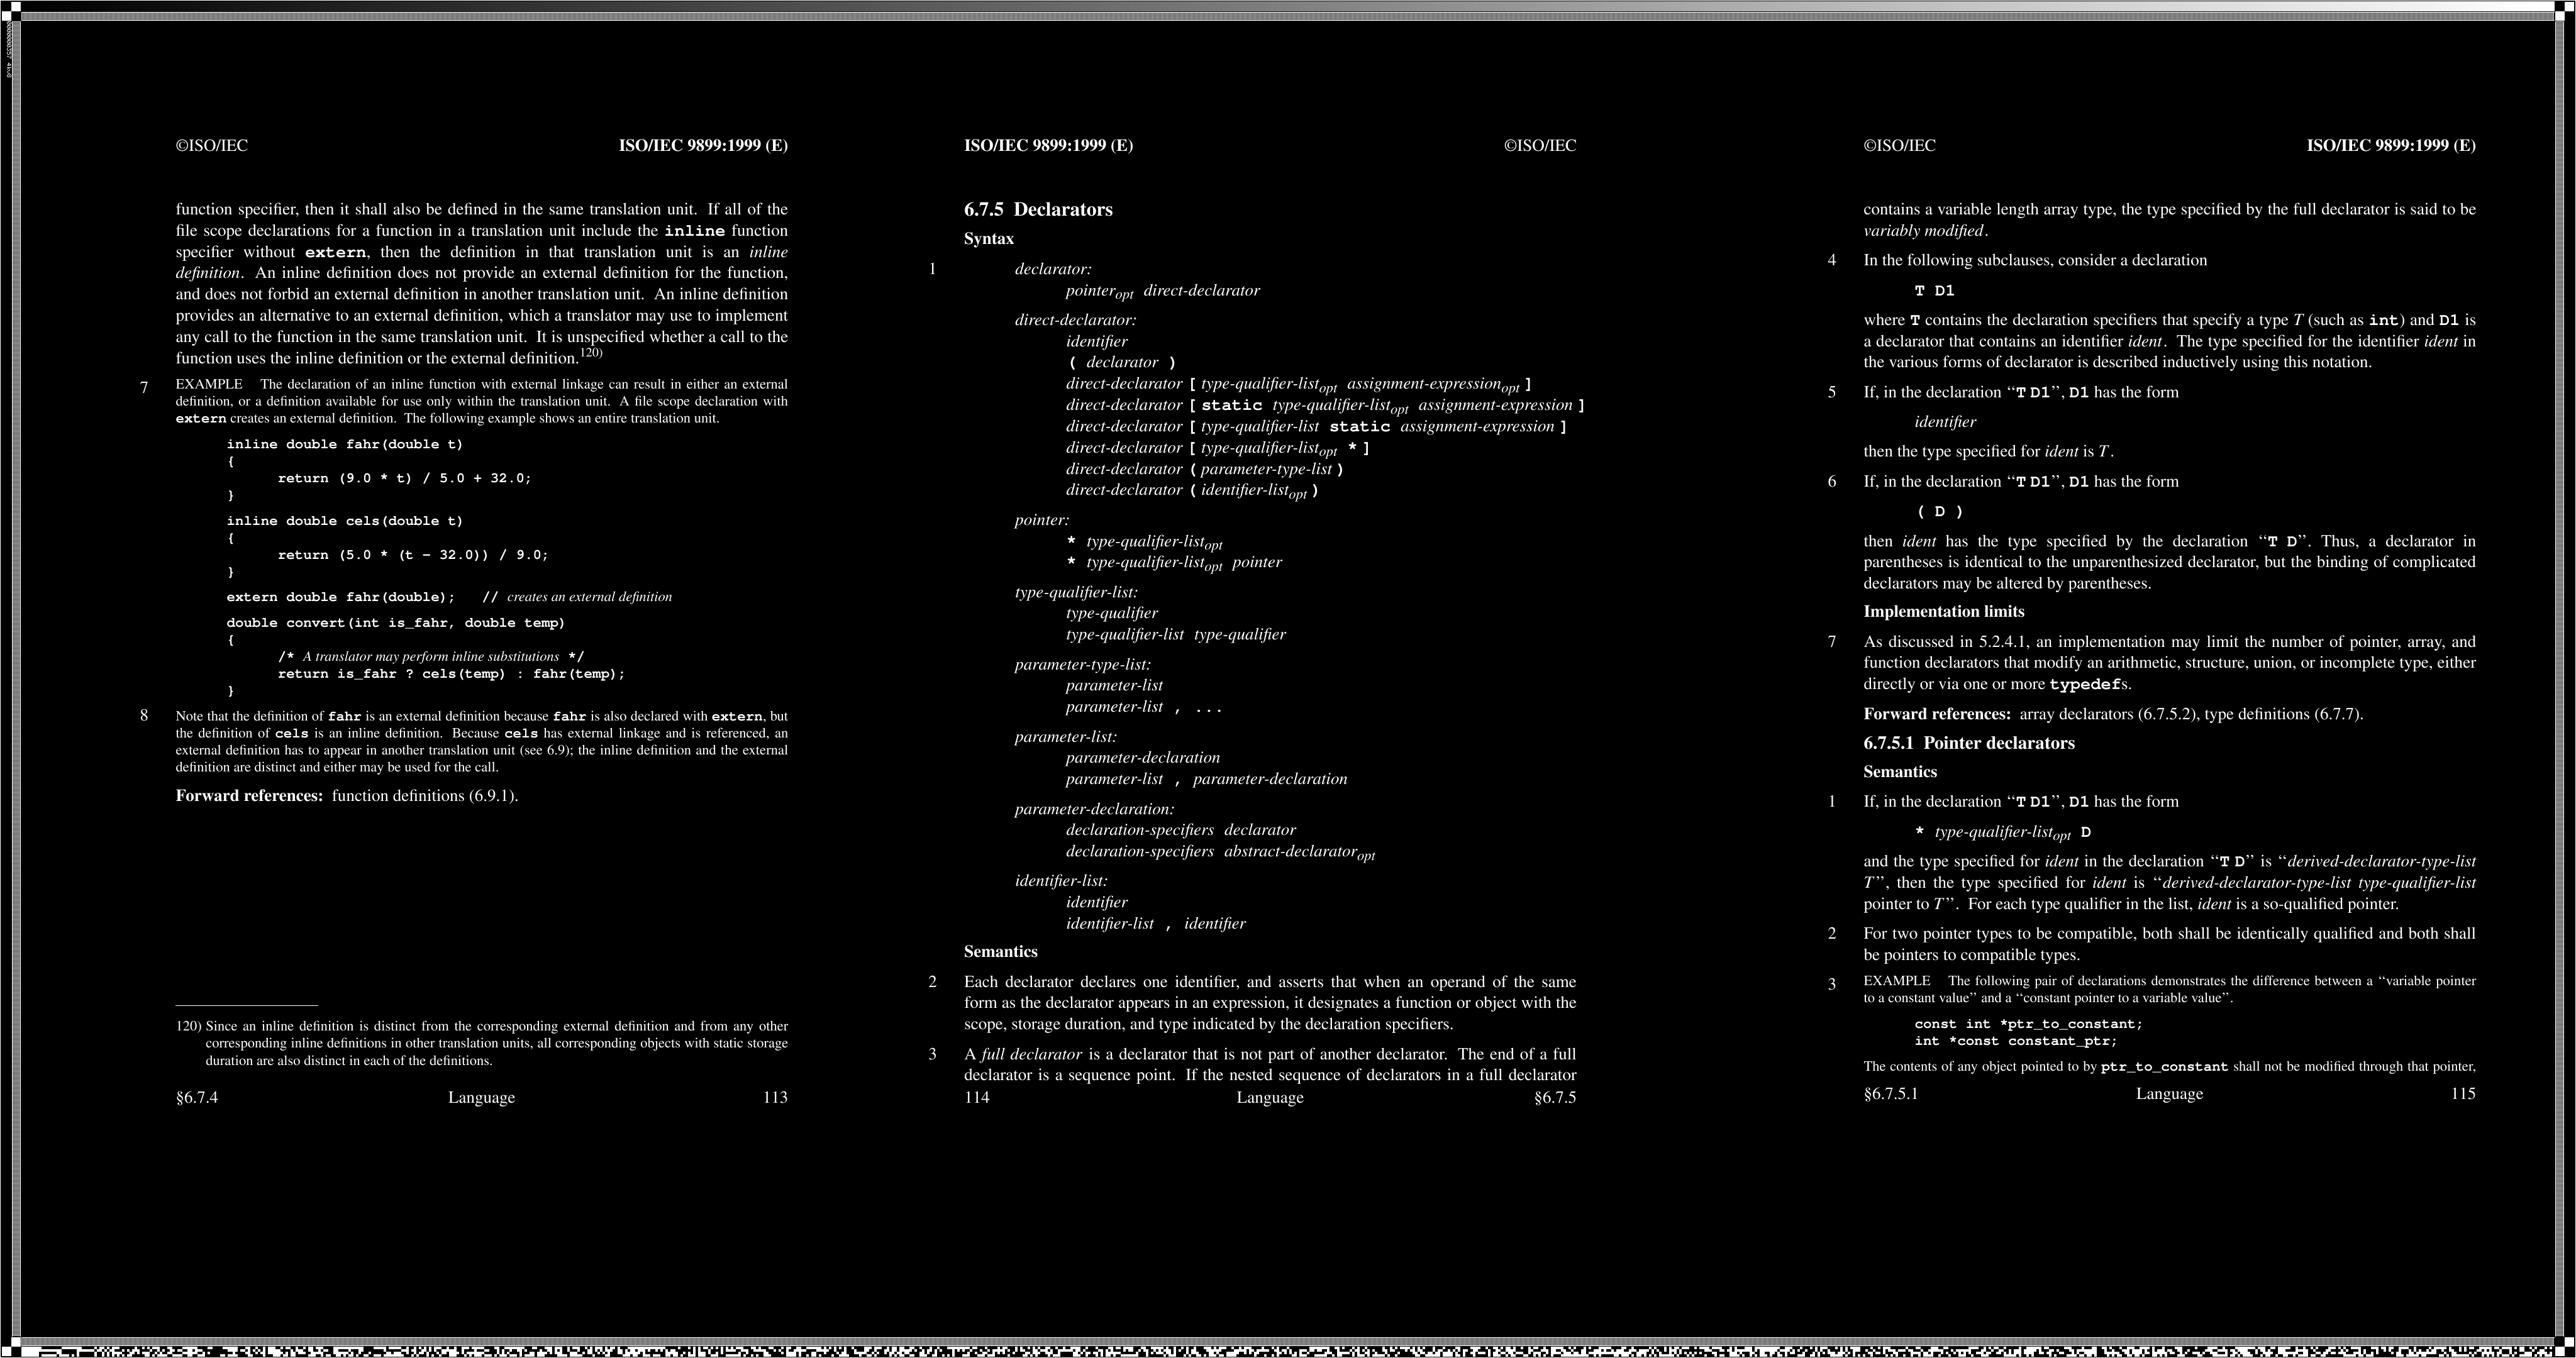 ©ISO/IEC ISO/IEC 9899:1999 (E)
function specifier, then it shall also be defined in the same translation unit. If all of the
file scope declarations for a function in a translation unit include the inline function
specifier without extern, then the definition in that translation unit is an inline
definition. An inline definition does not provide an external definition for the function,
and does not forbid an external definition in another translation unit. An inline definition
provides an alternative to an external definition, which a translator may use to implement
any call to the function in the same translation unit. It is unspecified whether a call to the
function uses the inline definition or the external definition.120)
7 EXAMPLE The declaration of an inline function with external linkage can result in either an external
definition, or a definition available for use only within the translation unit. A file scope declaration with
extern creates an external definition. The following example shows an entire translation unit.
inline double fahr(double t)
{
return (9.0 * t) / 5.0 + 32.0;
}
inline double cels(double t)
{
return (5.0 * (t - 32.0)) / 9.0;
}
extern double fahr(double); // creates an external definition
double convert(int is_fahr, double temp)
{
/* A translator may perform inline substitutions */
return is_fahr ? cels(temp) : fahr(temp);
}
8 Note that the definition of fahr is an external definition because fahr is also declared with extern, but
the definition of cels is an inline definition. Because cels has external linkage and is referenced, an
external definition has to appear in another translation unit (see 6.9); the inline definition and the external
definition are distinct and either may be used for the call.
Forward references: function definitions (6.9.1).
120) Since an inline definition is distinct from the corresponding external definition and from any other
corresponding inline definitions in other translation units, all corresponding objects with static storage
duration are also distinct in each of the definitions.
§6.7.4 Language 113
ISO/IEC 9899:1999 (E) ©ISO/IEC
6.7.5 Declarators
Syntax
1 declarator:
pointeropt direct-declarator
direct-declarator:
identifier
( declarator )
direct-declarator [ type-qualifier-listopt assignment-expressionopt ]
direct-declarator [ static type-qualifier-listopt assignment-expression ]
direct-declarator [ type-qualifier-list static assignment-expression ]
direct-declarator [ type-qualifier-listopt * ]
direct-declarator ( parameter-type-list )
direct-declarator ( identifier-listopt )
pointer:
* type-qualifier-listopt
* type-qualifier-listopt pointer
type-qualifier-list:
type-qualifier
type-qualifier-list type-qualifier
parameter-type-list:
parameter-list
parameter-list , ...
parameter-list:
parameter-declaration
parameter-list , parameter-declaration
parameter-declaration:
declaration-specifiers declarator
declaration-specifiers abstract-declaratoropt
identifier-list:
identifier
identifier-list , identifier
Semantics
2 Each declarator declares one identifier, and asserts that when an operand of the same
form as the declarator appears in an expression, it designates a function or object with the
scope, storage duration, and type indicated by the declaration specifiers.
3 A full declarator is a declarator that is not part of another declarator. The end of a full
declarator is a sequence point. If the nested sequence of declarators in a full declarator
114 Language §6.7.5
©ISO/IEC ISO/IEC 9899:1999 (E)
contains a variable length array type, the type specified by the full declarator is said to be
variably modified.
4 In the following subclauses, consider a declaration
T D1
where T contains the declaration specifiers that specify a type T (such as int) and D1 is
a declarator that contains an identifier ident. The type specified for the identifier ident in
the various forms of declarator is described inductively using this notation.
5 If, in the declaration “T D1”, D1 has the form
identifier
then the type specified for ident is T.
6 If, in the declaration “T D1”, D1 has the form
( D )
then ident has the type specified by the declaration “T D”. Thus, a declarator in
parentheses is identical to the unparenthesized declarator, but the binding of complicated
declarators may be altered by parentheses.
Implementation limits
7 As discussed in 5.2.4.1, an implementation may limit the number of pointer, array, and
function declarators that modify an arithmetic, structure, union, or incomplete type, either
directly or via one or more typedefs.
Forward references: array declarators (6.7.5.2), type definitions (6.7.7).
6.7.5.1 Pointer declarators
Semantics
1 If, in the declaration “T D1”, D1 has the form
* type-qualifier-listopt D
and the type specified for ident in the declaration “T D” is “derived-declarator-type-list
T”, then the type specified for ident is “derived-declarator-type-list type-qualifier-list
pointer to T”. For each type qualifier in the list, ident is a so-qualified pointer.
2 For two pointer types to be compatible, both shall be identically qualified and both shall
be pointers to compatible types.
3 EXAMPLE The following pair of declarations demonstrates the difference between a “variable pointer
to a constant value” and a “constant pointer to a variable value”.
const int *ptr_to_constant;
int *const constant_ptr;
The contents of any object pointed to by ptr_to_constant shall not be modified through that pointer,
§6.7.5.1 Language 115